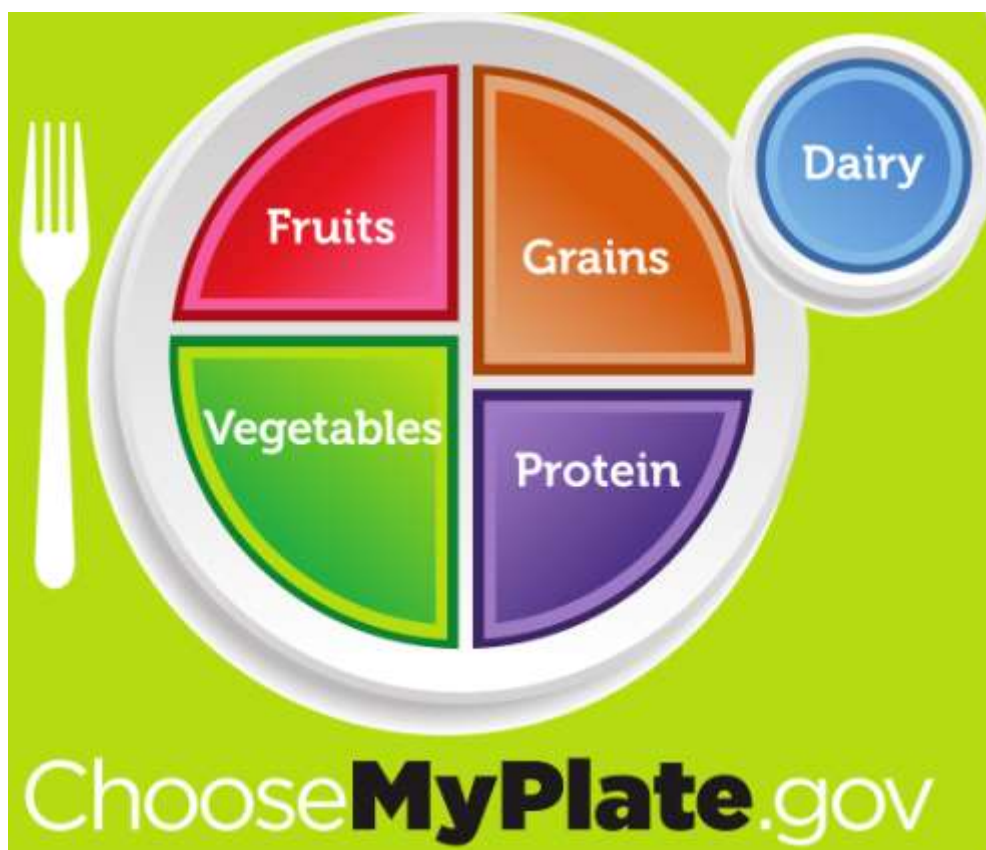 Dairy
Fruits
Grains
Vegetables
Protein
ChooseMyPlate.gov